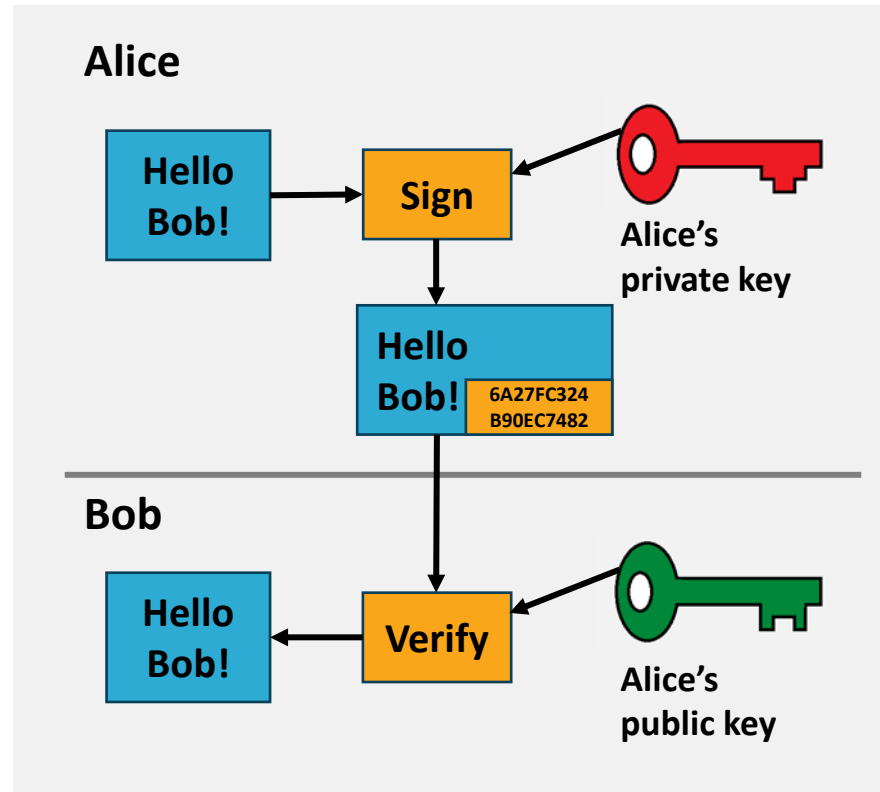 Alice
Hello
Bob!
Sign
Alice's
private key
Hello
Bob!
6A27FC324
B90EC7482
Bob
Hello
Bob!
Verify
Alice's
public key